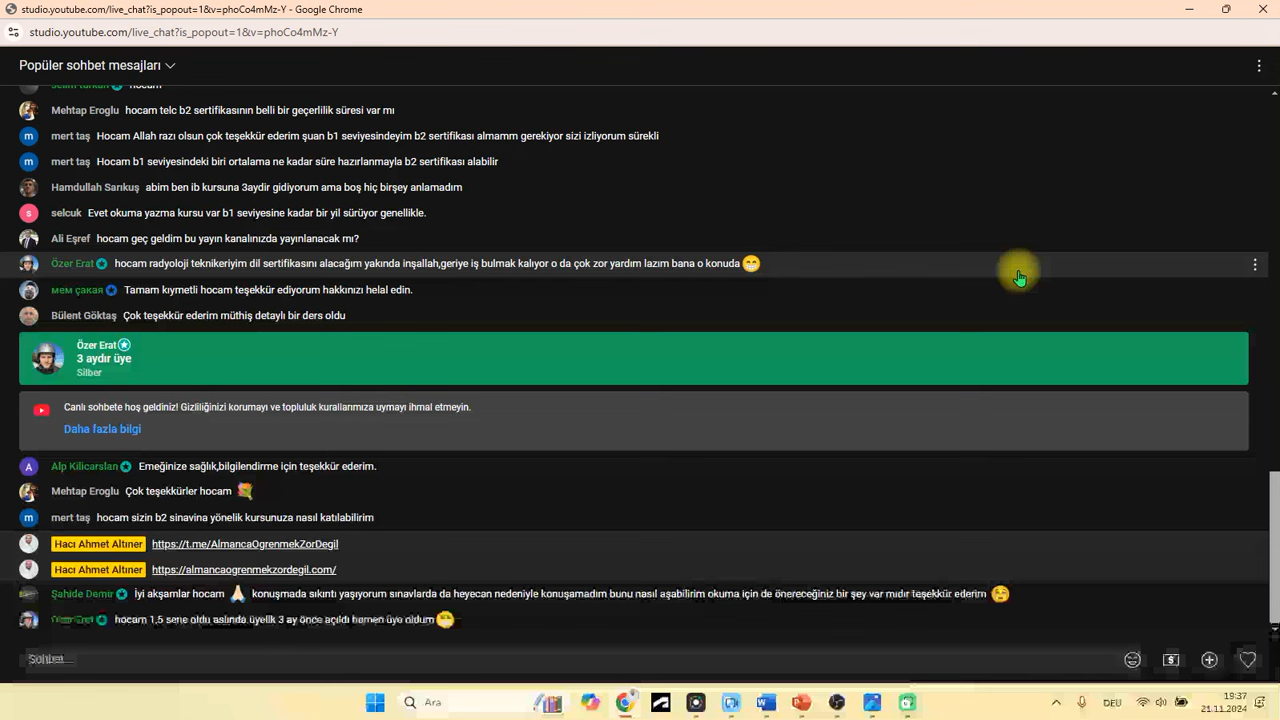 studio.youtube.com/live_chat?is_popout=1&v=phoCo4mMz-Y - Google Chrome
studio.youtube.com/live_chat?is_popout=1&v=phoCo4mMz-Y
Popüler sohbet mesajları
hocam
Mehtap Eroglu hocam telc b2 sertifikasının belli bir geçerlilik süresi var mı
m mert taş Hocam Allah razı olsun çok teşekkür ederim şuan b1 seviyesindeyim b2 sertifikası almamm gerekiyor sizi izliyorum sürekli
m mert taş Hocam b1 seviyesindeki biri ortalama ne kadar süre hazırlanmayla b2 sertifikası alabilir
Hamdullah Sarıkuş abim ben ib kursuna 3aydir gidiyorum ama boş hiç birşey anlamadım
s selcuk Evet okuma yazma kursu var b1 seviyesine kadar bir yil sürüyor genellikle.
Ali Eşref hocam geç geldim bu yayın kanalınızda yayınlanacak mı?
Özer Erat hocam radyoloji teknikeriyim dil sertifikasını alacağım yakında inşallah,geriye iş bulmak kalıyor o da çok zor yardım lazım bana o konuda 😁
мем çакая Tamam kıymetli hocam teşekkür ediyorum hakkınızı helal edin.
Bülent Göktaş Çok teşekkür ederim müthiş detaylı bir ders oldu
Özer Erat
3 aydır üye
Silber
Canlı sohbete hoş geldiniz! Gizliliğinizi korumayı ve topluluk kurallarımıza uymayı ihmal etmeyin.
Daha fazla bilgi
A Alp Kilicarslan Emeğinize sağlık,bilgilendirme için teşekkür ederim.
Mehtap Eroglu Çok teşekkürler hocam 💐
m mert taş hocam sizin b2 sinavina yönelik kursunuza nasıl katılabilirim
Hacı Ahmet Altıner https://t.me/AlmancaOgrenmekZorDegil
Hacı Ahmet Altıner https://almancaogrenmekzordegil.com/
Şahide Demir İyi akşamlar hocam 🙏🏻 konuşmada sıkıntı yaşıyorum sınavlarda da heyecan nedeniyle konuşamadım bunu nasıl aşabilirim okuma için de önereceğiniz bir şey var mıdır teşekkür ederim
hocam 1,5 sene oldu aslında üyelik 3 ay önce açıldı hemen üye oldum
Ara
DEU
19:37
21.11.2024